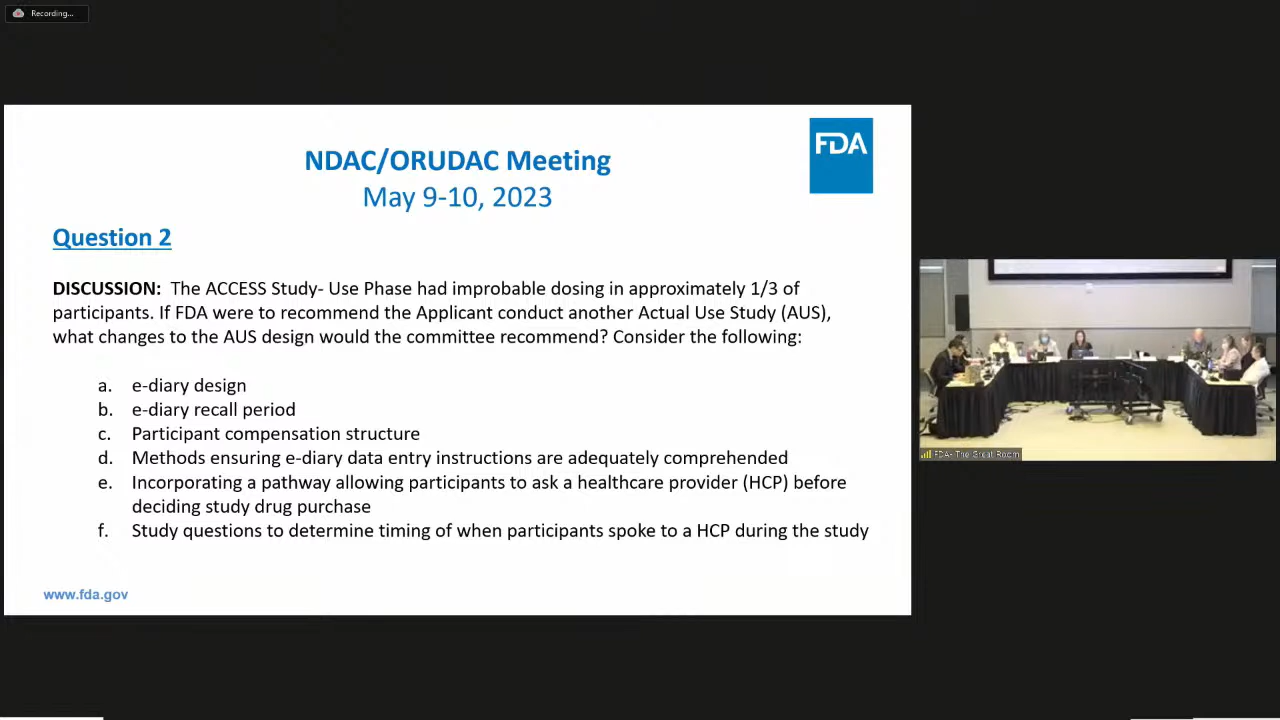 Recording...
FDA
NDAC/ORUDAC Meeting
May 9-10, 2023
Question 2
DISCUSSION: The ACCESS Study- Use Phase had improbable dosing in approximately 1/3 of
participants. If FDA were to recommend the Applicant conduct another Actual Use Study (AUS),
what changes to the AUS design would the committee recommend? Consider the following:
a. e-diary design
b. e-diary recall period
c. Participant compensation structure
d. Methods ensuring e-diary data entry instructions are adequately comprehended
e. Incorporating a pathway allowing participants to ask a healthcare provider (HCP) before
deciding study drug purchase
f. Study questions to determine timing of when participants spoke to a HCP during the study
www.fda.gov
FDA- The Great Room